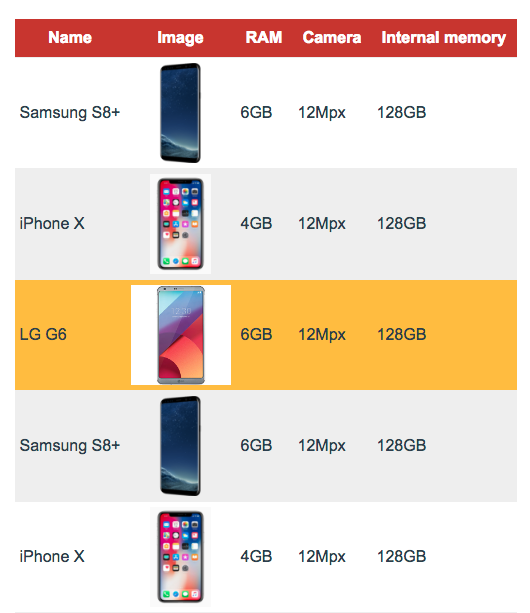 Name Image RAM Camera Internal memory
Samsung S8+ 6GB 12Mpx 128GB
iPhone X 4GB 12Mpx 128GB
LG G6 6GB 12Mpx 128GB
Samsung S8+ 6GB 12Mpx 128GB
iPhone X 4GB 12Mpx 128GB